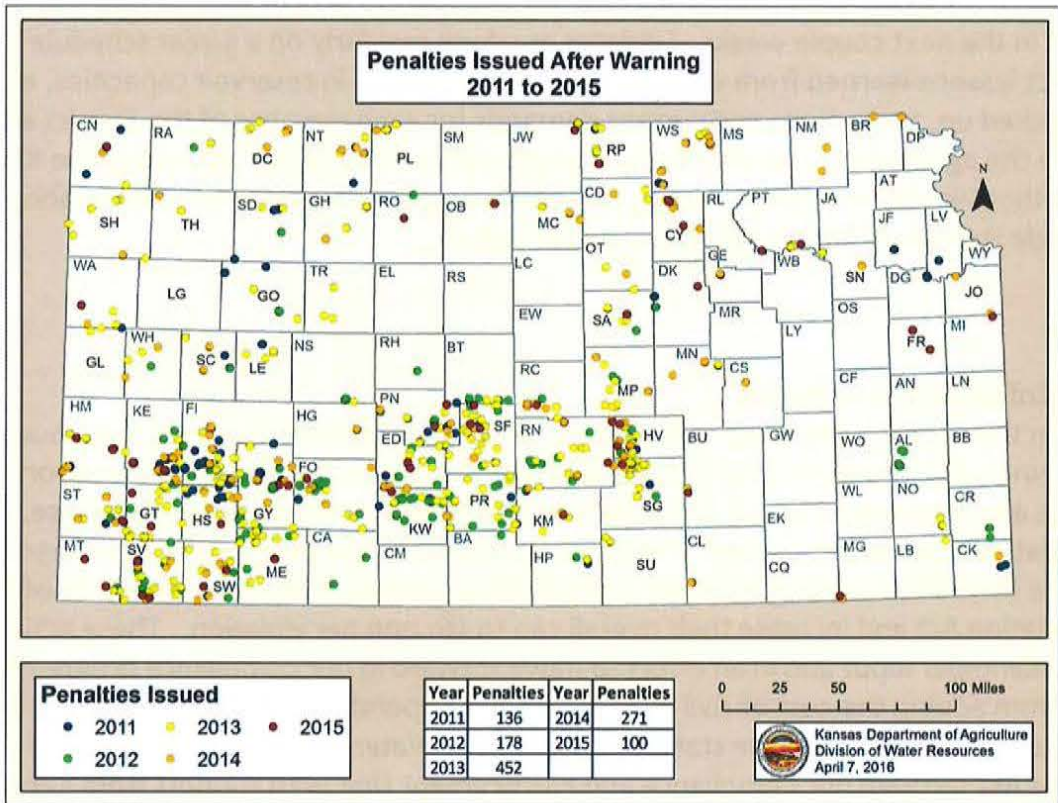 Penalties Issued After Warning
2011 to 2015
CN
RA
DC
NT
PL
SM
JW
RP
WS
MS
NM
BR
DP
N
SH
TH
SD
GH
RO
OB
MC
CD
CY
RL
PT
JA
AT
JF
LV
WY
WA
LG
GO
TR
EL
RS
LC
OT
DK
GE
WB
SN
DG
JO
EW
SA
MR
OS
FR
MI
GL
WH
SC
LE
NS
RH
BT
RC
MP
MN
CS
LY
CF
AN
LN
HM
KE
FI
HG
PN
ED
SF
RN
HV
BU
GW
WO
AL
BB
ST
GT
HS
GY
FO
KW
PR
KM
SG
EK
WL
NO
CR
MT
SV
SW
ME
CA
CM
BA
HP
SU
CL
CQ
MG
LB
CK
Penalties Issued
2011 2013 2015
2012 2014
Year Penalties Year Penalties
2011 136 2014 271
2012 178 2015 100
2013 452
0 25 50 100 Miles
Kansas Department of Agriculture
Division of Water Resources
April 7, 2016